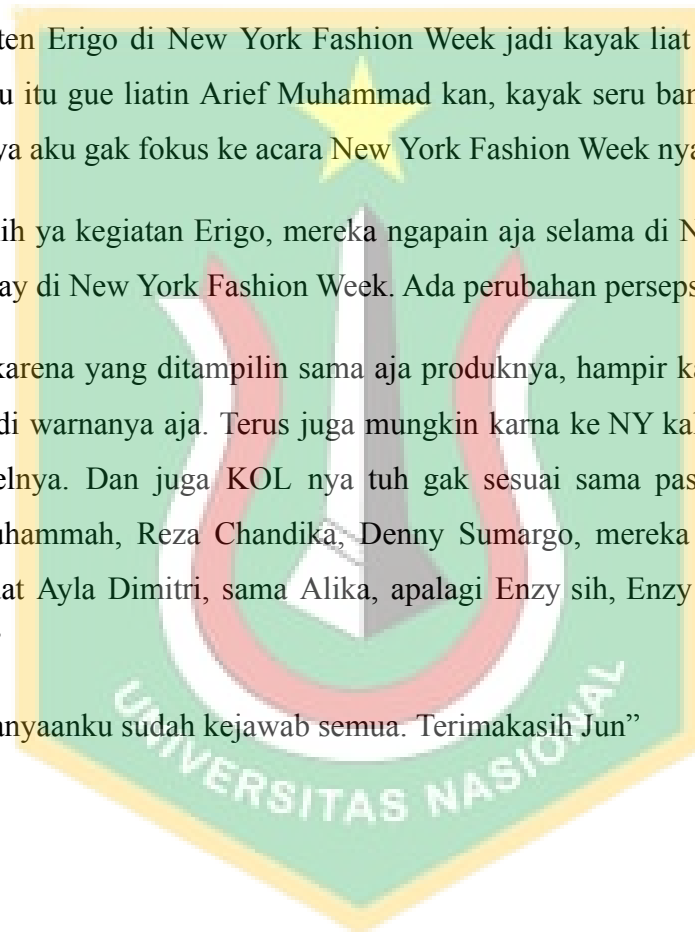 ten Erigo di New York Fashion Week jadi kayak liat
u itu gue liatin Arief Muhammad kan, kayak seru ban
ya aku gak fokus ke acara New York Fashion Week nya
ih ya kegiatan Erigo, mereka ngapain aja selama di N
ay di New York Fashion Week. Ada perubahan perseps
karena yang ditampilin sama aja produknya, hampir ka
di warnanya aja. Terus juga mungkin karna ke NY kal
elnya. Dan juga KOL nya tuh gak sesuai sama pas
uhammah, Reza Chandika, Denny Sumargo, mereka
at Ayla Dimitri, sama Alika, apalagi Enzy sih, Enzy
anyaanku sudah kejawab semua. Terimakasih Jun”
UNIVERSITAS NASIONAL